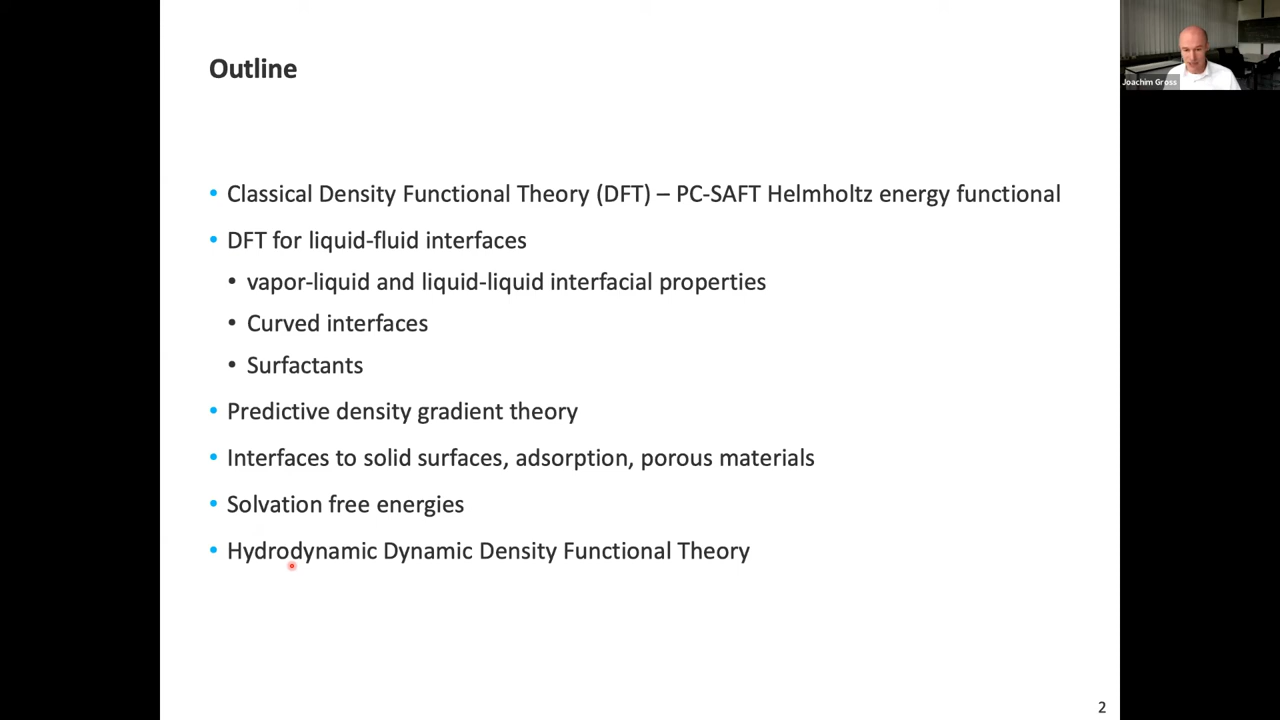 Outline
Joachim Gross
• Classical Density Functional Theory (DFT) – PC-SAFT Helmholtz energy functional
• DFT for liquid-fluid interfaces
• vapor-liquid and liquid-liquid interfacial properties
• Curved interfaces
• Surfactants
• Predictive density gradient theory
• Interfaces to solid surfaces, adsorption, porous materials
• Solvation free energies
• Hydrodynamic Dynamic Density Functional Theory
2